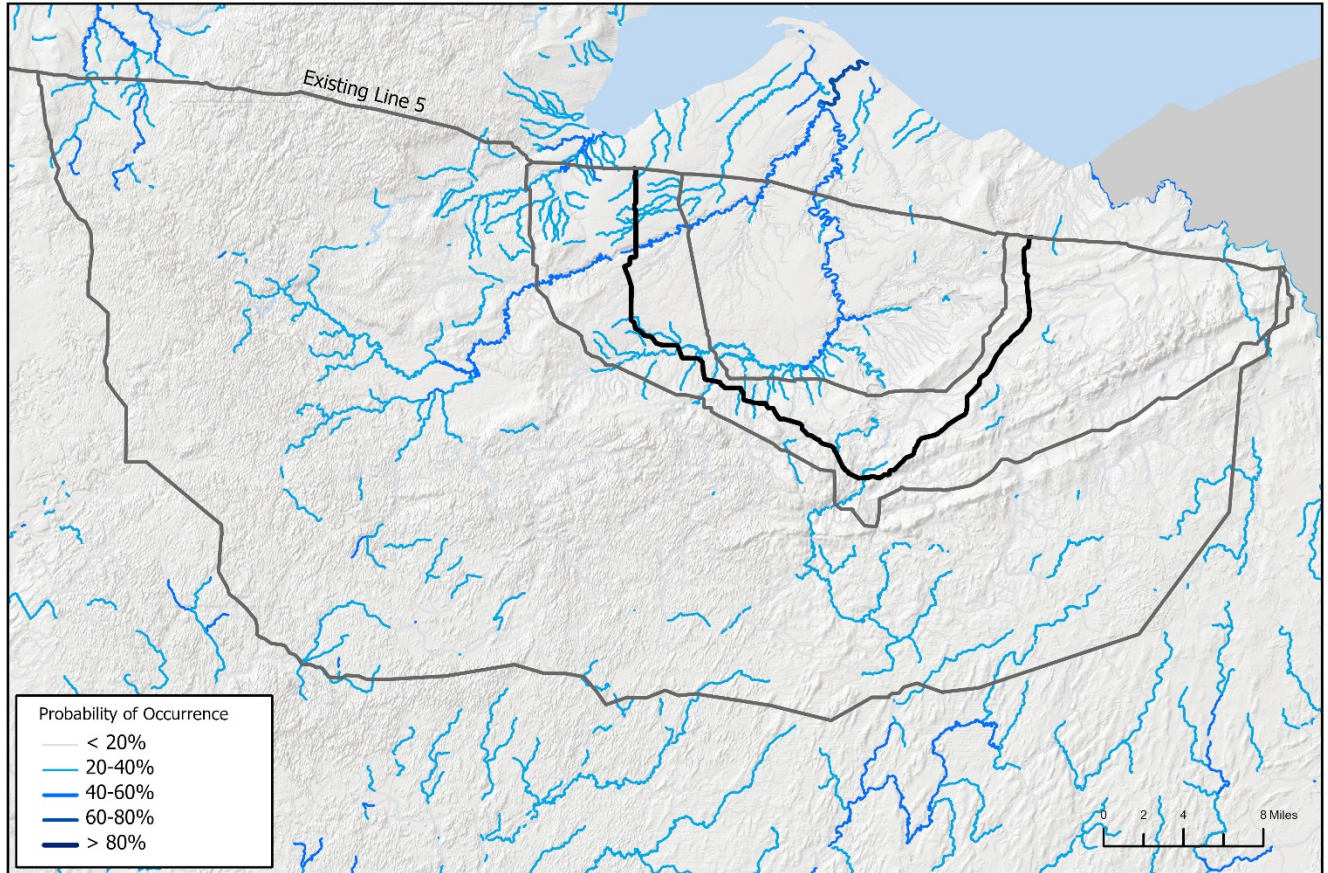 Existing Line 5
Probability of Occurrence
< 20%
20-40%
40-60%
60-80%
> 80%
0 2 4 8 Miles